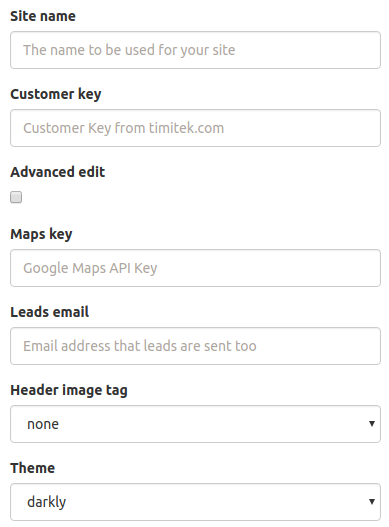 Site name
The name to be used for your site
Customer key
Customer Key from timitek.com
Advanced edit
Maps key
Google Maps API Key
Leads email
Email address that leads are sent too
Header image tag
none
Theme
darkly